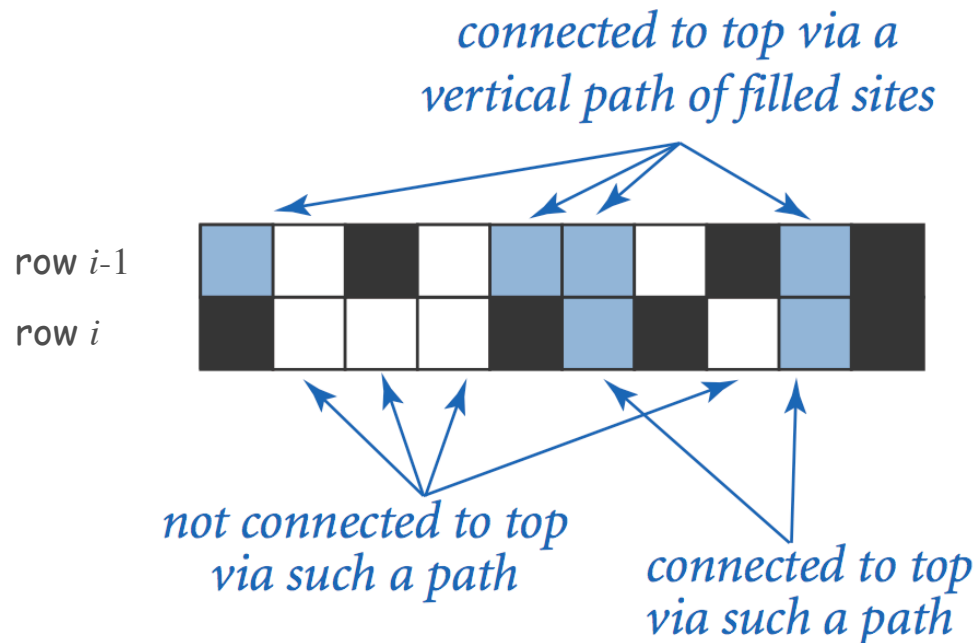 connected to top via a
vertical path of filled sites
row i-1
row i
not connected to top
via such a path
connected to top
via such a path